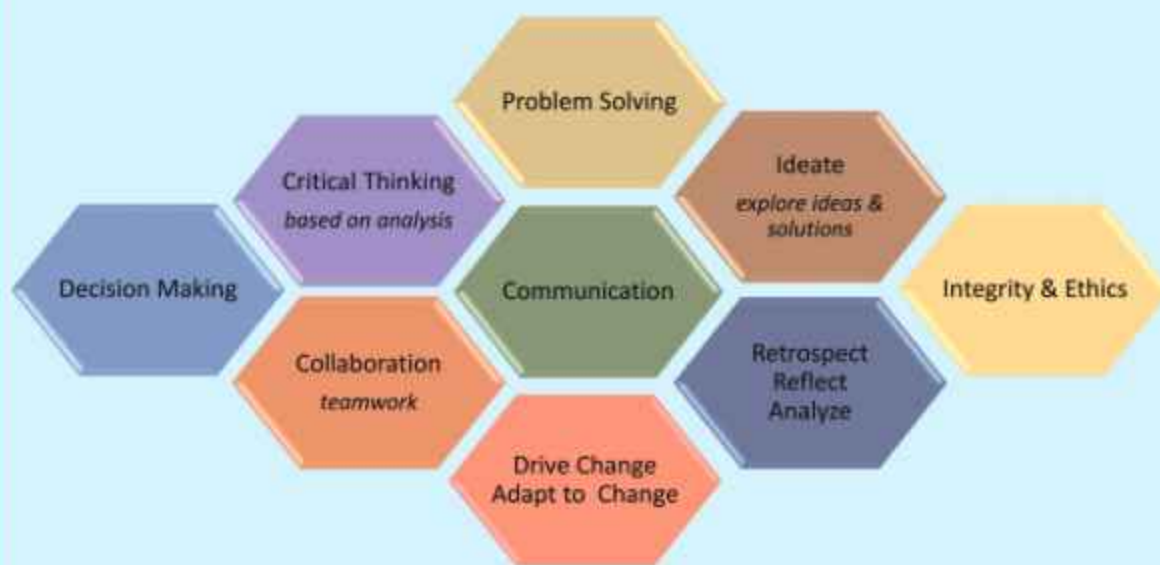 Problem Solving
Critical Thinking
based on analysis
Ideate
explore ideas &
solutions
Decision Making
Communication
Integrity & Ethics
Collaboration
teamwork
Retrospect
Reflect
Analyze
Drive Change
Adapt to Change